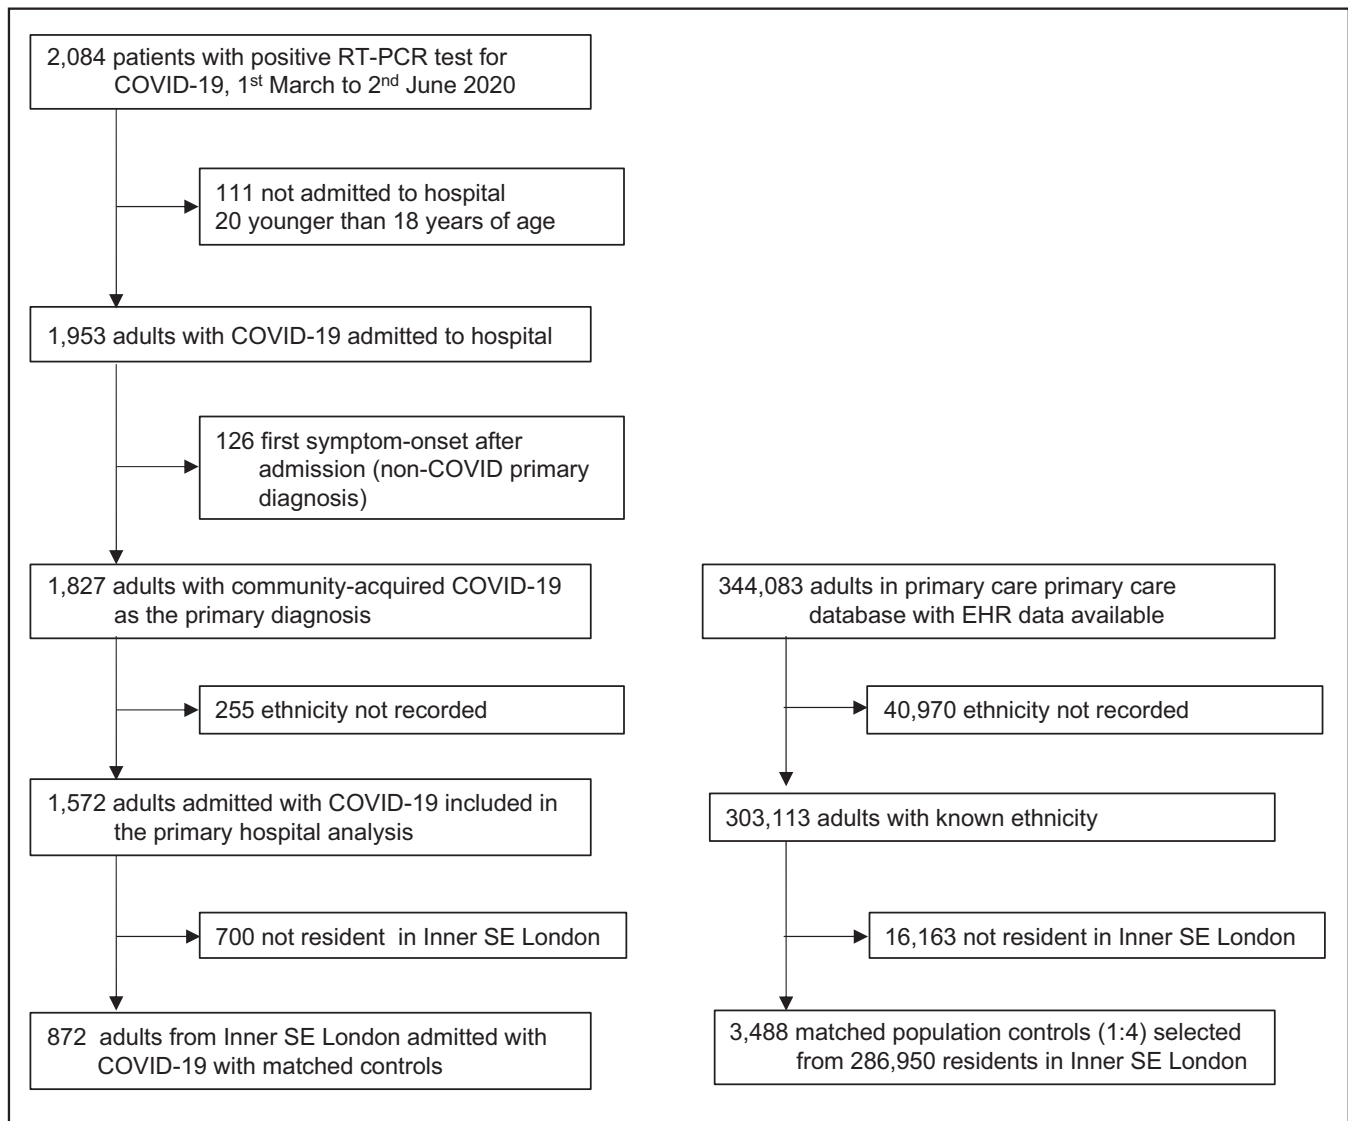 2,084 patients with positive RT-PCR test for
COVID-19, 1st March to 2nd June 2020
111 not admitted to hospital
20 younger than 18 years of age
1,953 adults with COVID-19 admitted to hospital
126 first symptom-onset after
admission (non-COVID primary
diagnosis)
1,827 adults with community-acquired COVID-19
as the primary diagnosis
255 ethnicity not recorded
1,572 adults admitted with COVID-19 included in
the primary hospital analysis
700 not resident in Inner SE London
872 adults from Inner SE London admitted with
COVID-19 with matched controls
344,083 adults in primary care primary care
database with EHR data available
40,970 ethnicity not recorded
303,113 adults with known ethnicity
16,163 not resident in Inner SE London
3,488 matched population controls (1:4) selected
from 286,950 residents in Inner SE London